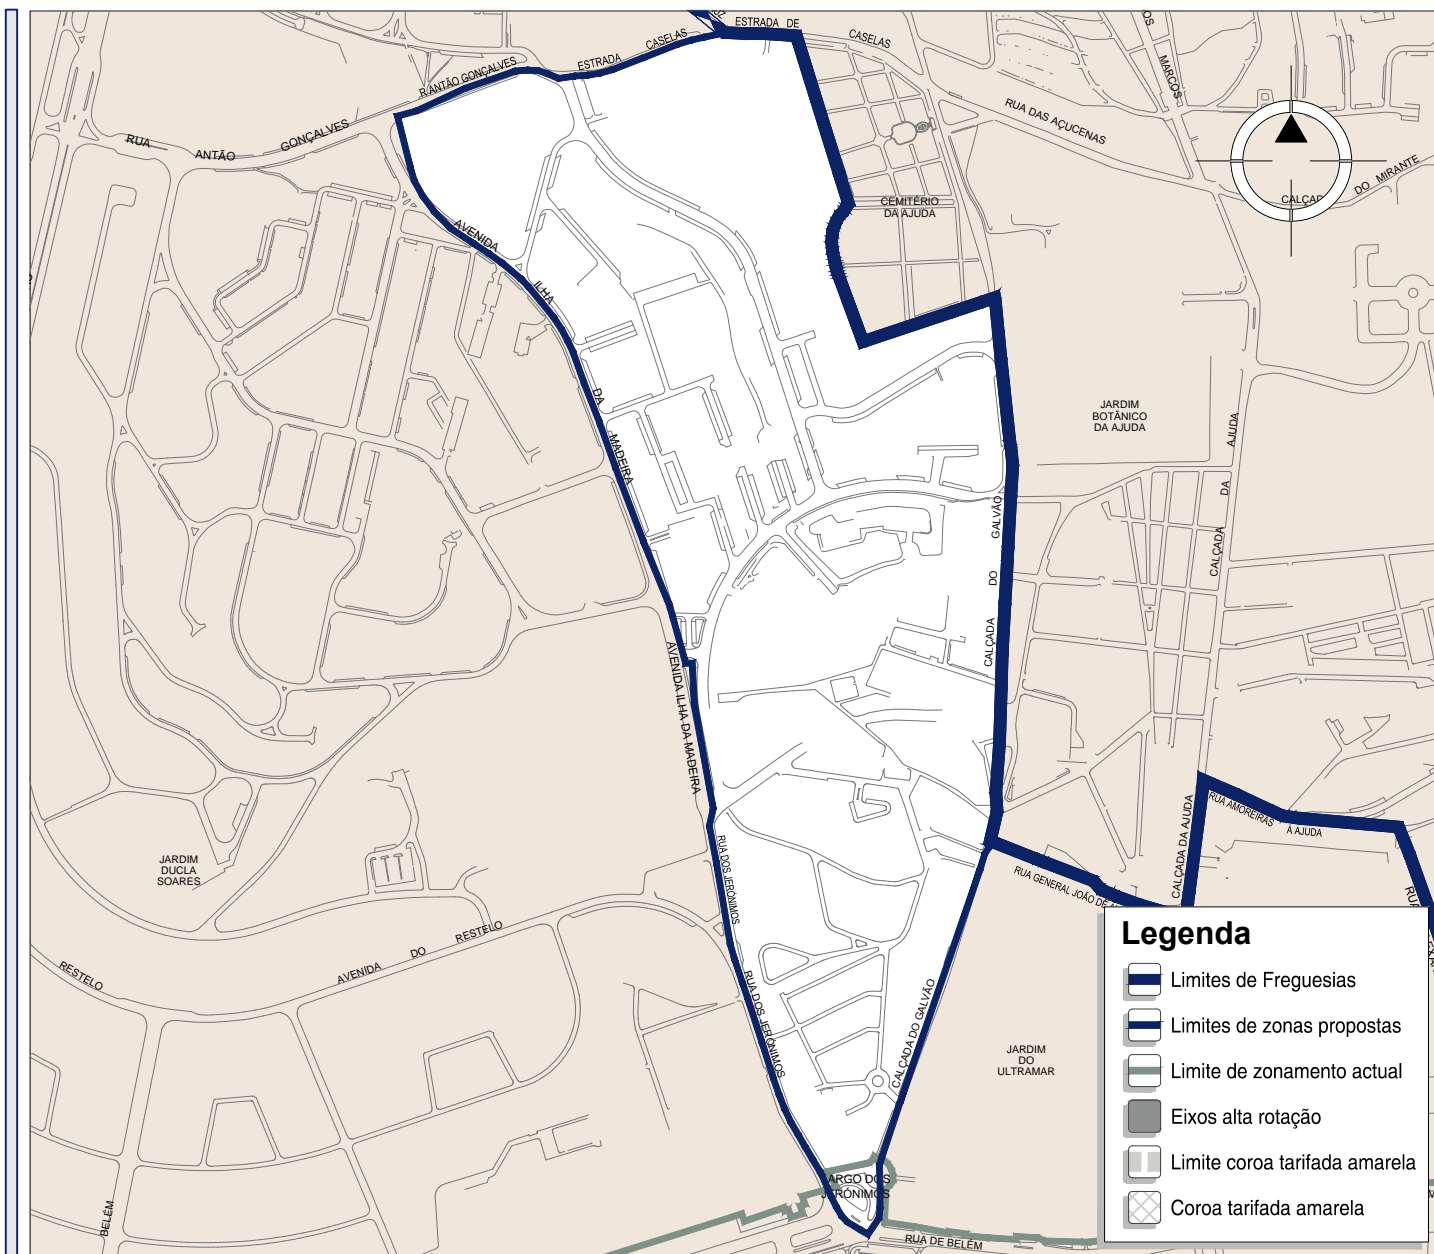 ESTRADA DE
CASELAS
CASELAS
ESTRADA
R ANTÃO GONÇALVES
RUA
ANTÃO
GONÇALVES
MARCOS
RUA DAS AÇUCENAS
DO MIRANTE
CEMITÉRIO
DA AJUDA
AVENIDA
ILHA
DA
MADEIRA
JARDIM
BOTÂNICO
DA AJUDA
AJUDA
DA
CALÇADA
GALVÃO
DO
CALÇADA
AVENIDA ILHA DA MADEIRA
RUA AMOREIRAS
À AJUDA
CALÇADA DA AJUDA
RUA DOS JERÓNIMOS
JARDIM
DUCLA
SOARES
RUA GENERAL JOÃO DE
RUA
AVENIDA
DO
RESTELO
RESTELO
RUA DOS JERÓNIMOS
CALÇADA DO GALVÃO
JARDIM
DO
ULTRAMAR
BELÉM
ARGO DOS
JERÓNIMOS
RUA DE BELÉM
Legenda
Limites de Freguesias
Limites de zonas propostas
Limite de zonamento actual
Eixos alta rotação
Limite coroa tarifada amarela
Coroa tarifada amarela